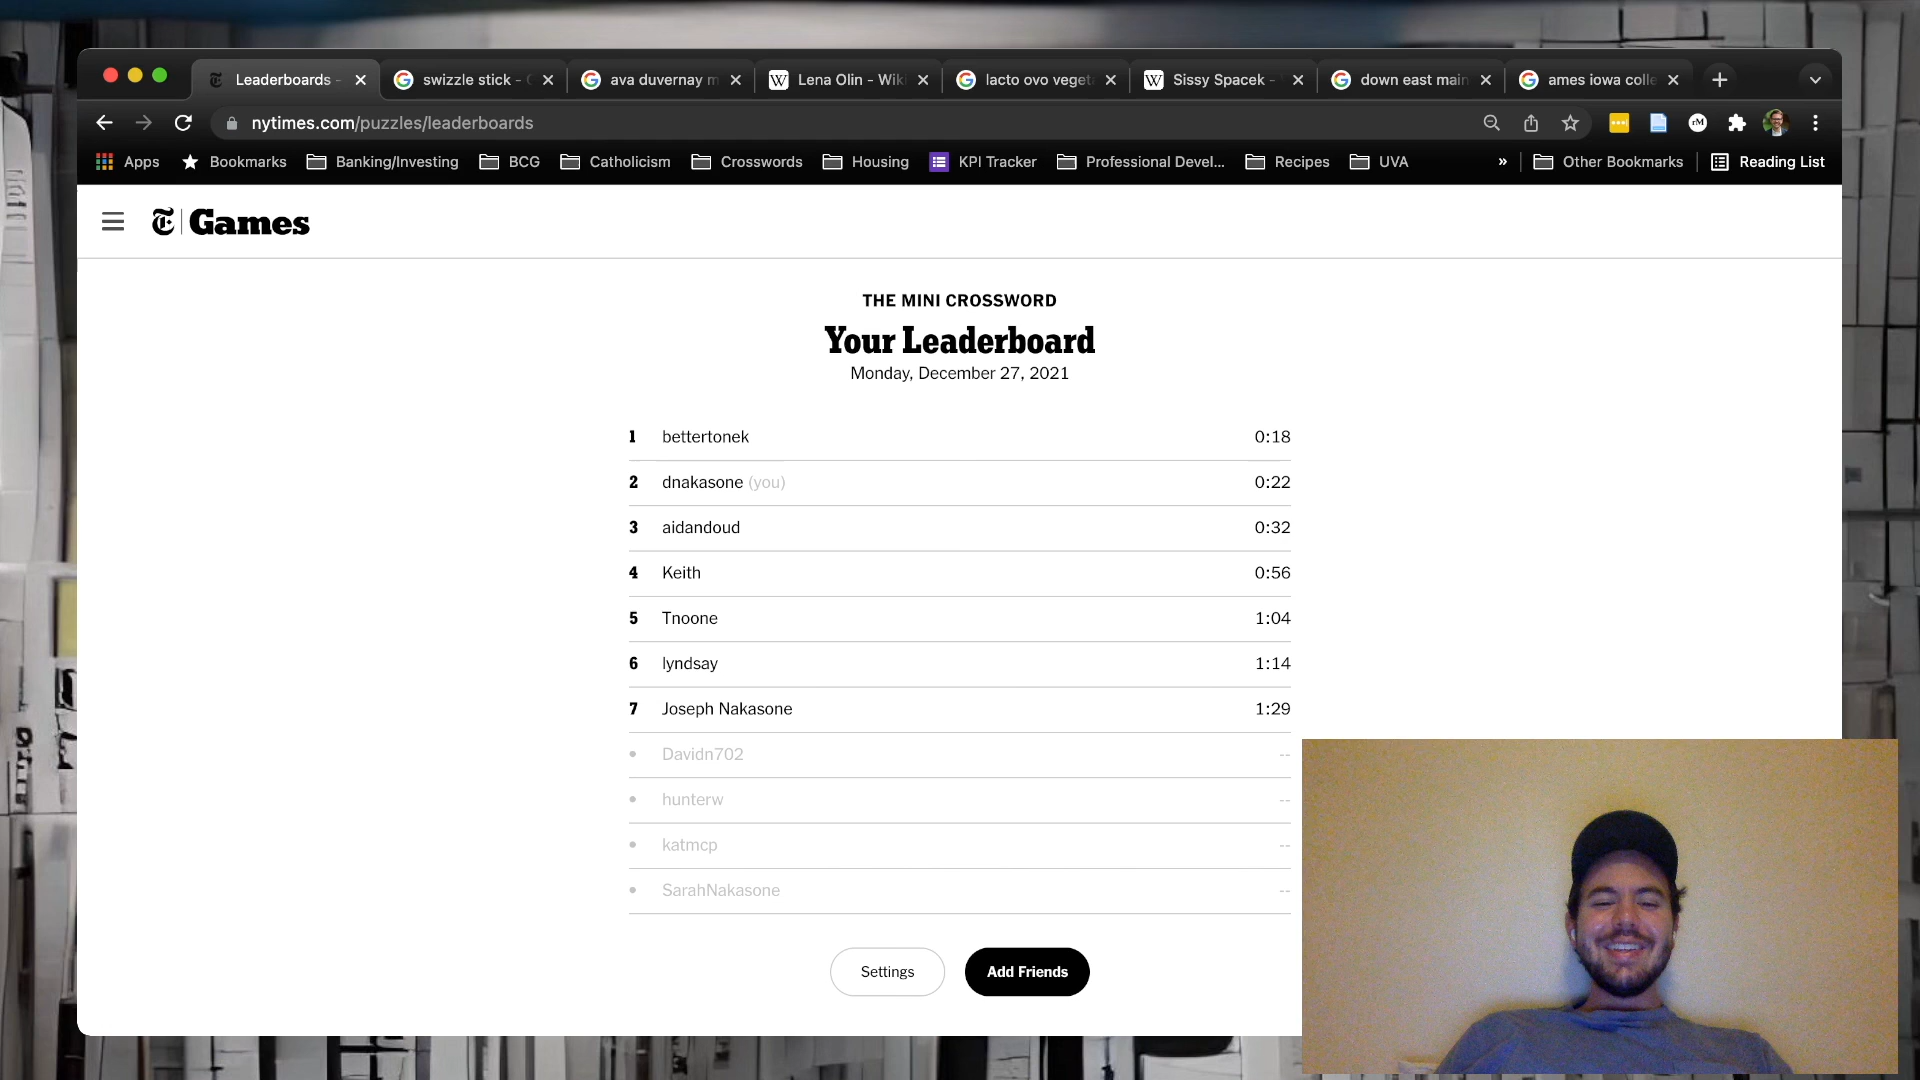 Leaderboards -
swizzle stick -
ava duvernay m
Lena Olin - Wiki
lacto ovo veget
Sissy Spacek -
down east main
ames iowa colle
nytimes.com/puzzles/leaderboards
Apps Bookmarks Banking/Investing BCG Catholicism Crosswords Housing KPI Tracker Professional Devel... Recipes UVA » Other Bookmarks Reading List
T Games
THE MINI CROSSWORD
Your Leaderboard
Monday, December 27, 2021
1 bettertonek 0:18
2 dnakasone (you) 0:22
3 aidandoud 0:32
4 Keith 0:56
5 Tnoone 1:04
6 lyndsay 1:14
7 Joseph Nakasone 1:29
• Davidn702 --
• hunterw --
• katmcp --
• SarahNakasone --
Settings Add Friends